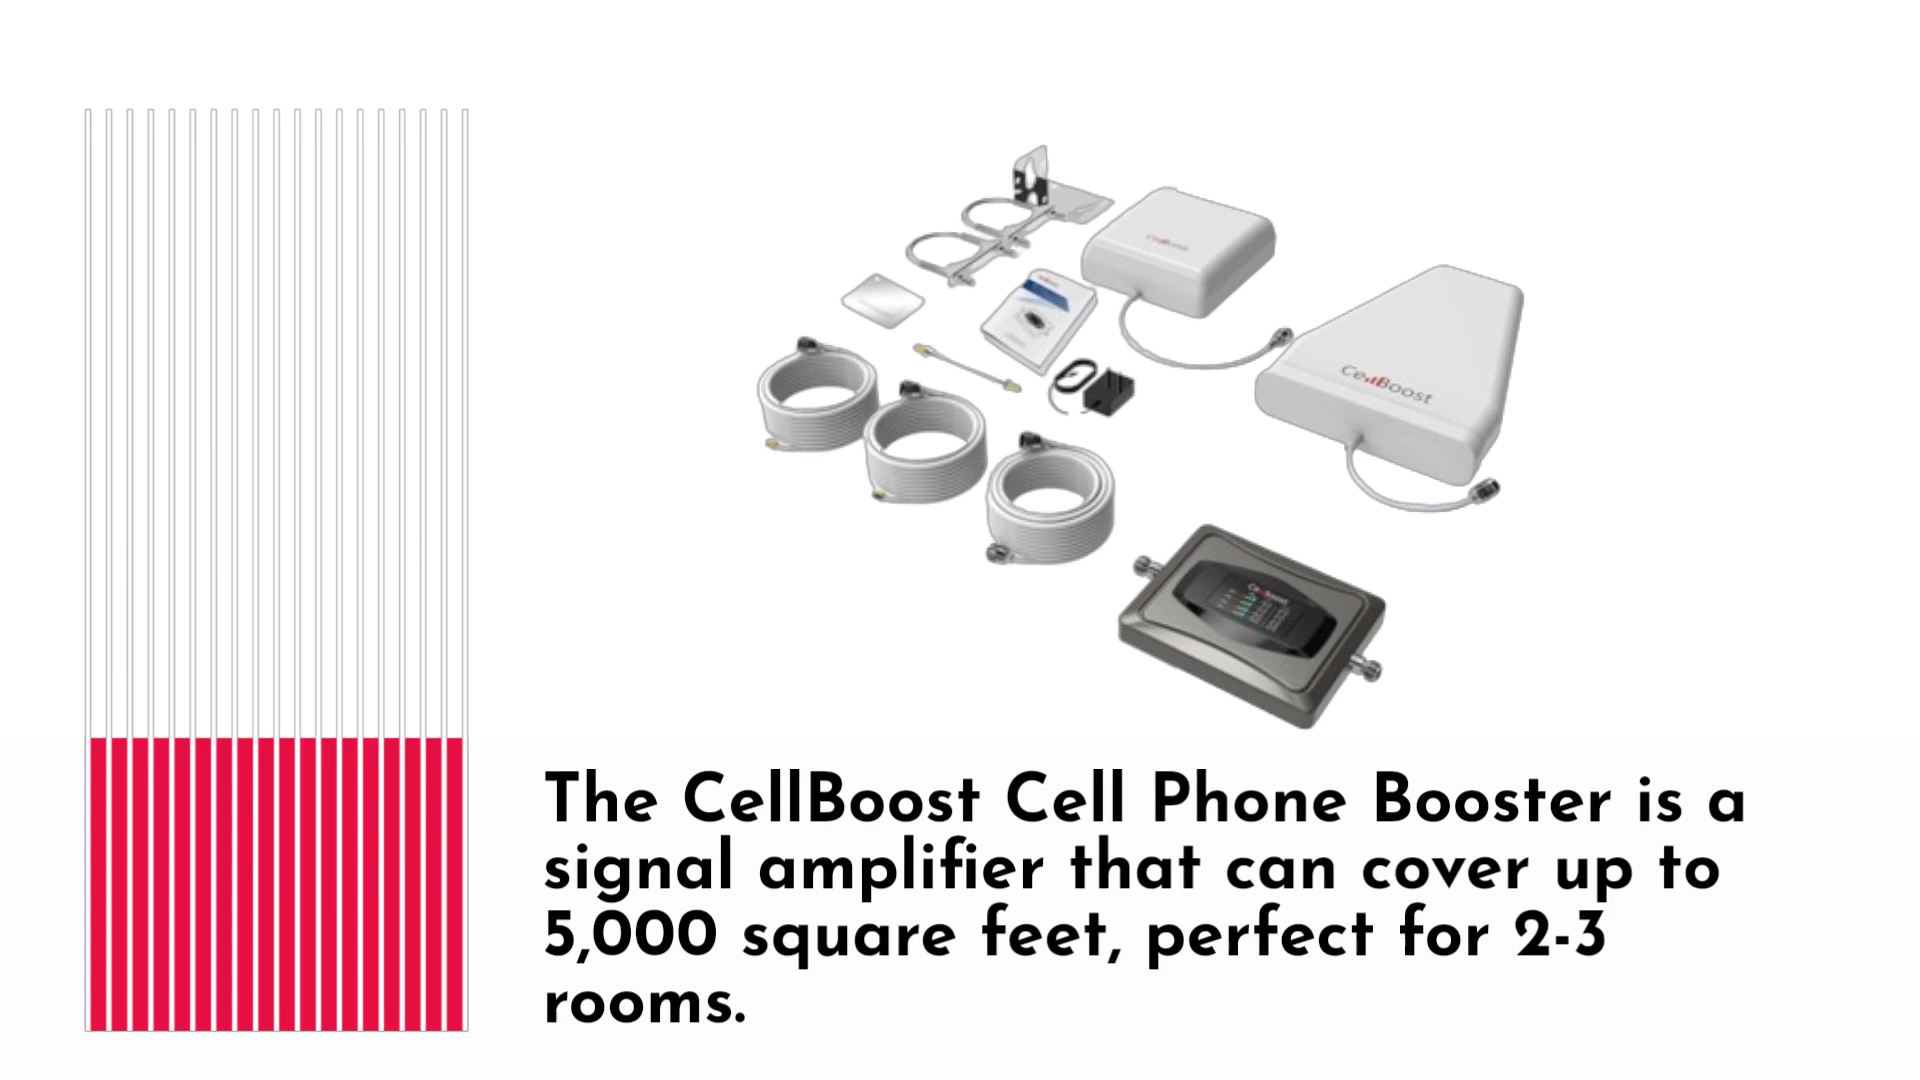 CellBoost
CellBoost
The CellBoost Cell Phone Booster is a
signal amplifier that can cover up to
5,000 square feet, perfect for 2-3
rooms.